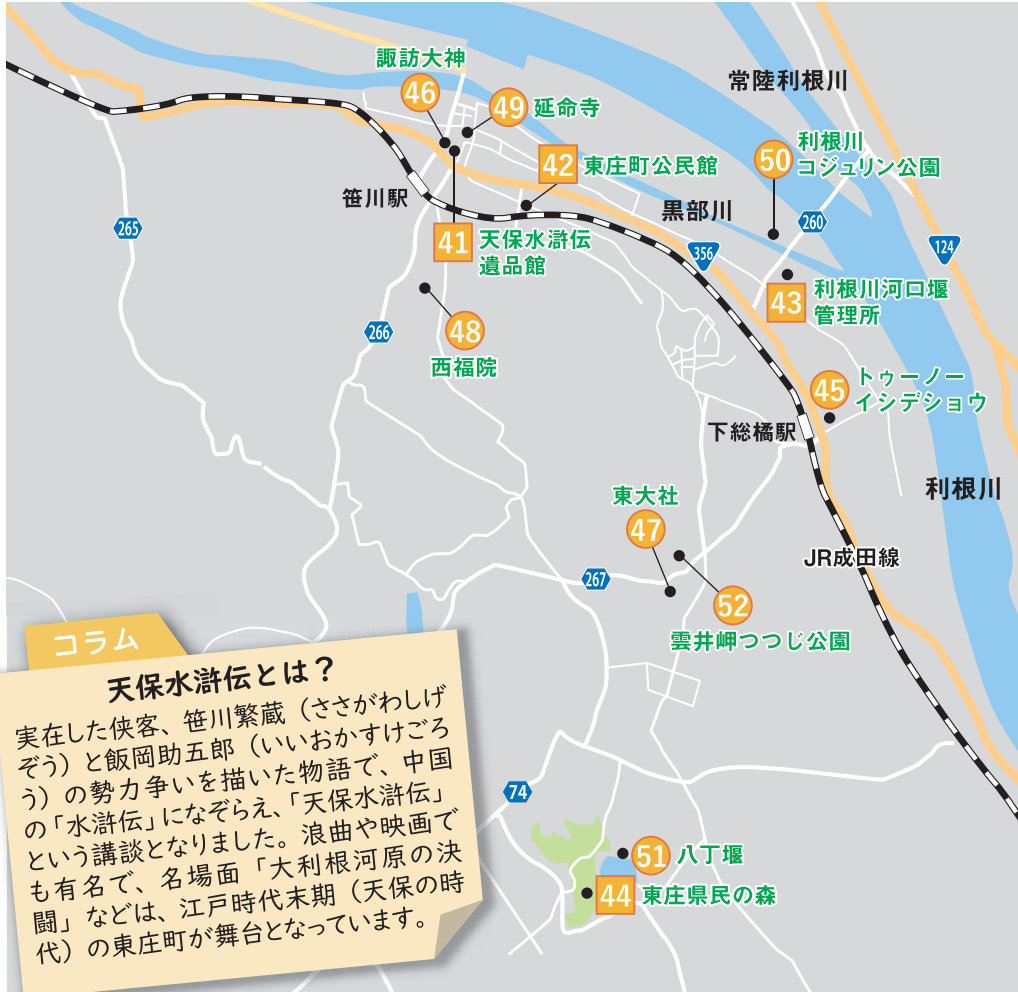 諏訪大神
46
49
延命寺
常陸利根川
42
東庄町公民館
50
利根川
コジュリン公園
笹川駅
黒部川
265
41
天保水滸伝
遺品館
260
356
124
43
利根川河口堰
管理所
266
48
西福院
45
トゥーノー
イシデショウ
下総橘駅
利根川
東大社
47
JR成田線
267
52
雲井岬つつじ公園
コラム
天保水滸伝とは？
実在した侠客、笹川繁蔵（ささがわしげ
ぞう）と飯岡助五郎（いいおかすけごろ
う）の勢力争いを描いた物語で、中国
の「水滸伝」になぞらえ、「天保水滸伝」
という講談となりました。浪曲や映画で
も有名で、名場面「大利根河原の決
闘」などは、江戸時代末期（天保の時
代）の東庄町が舞台となっています。
74
51
八丁堰
44
東庄県民の森